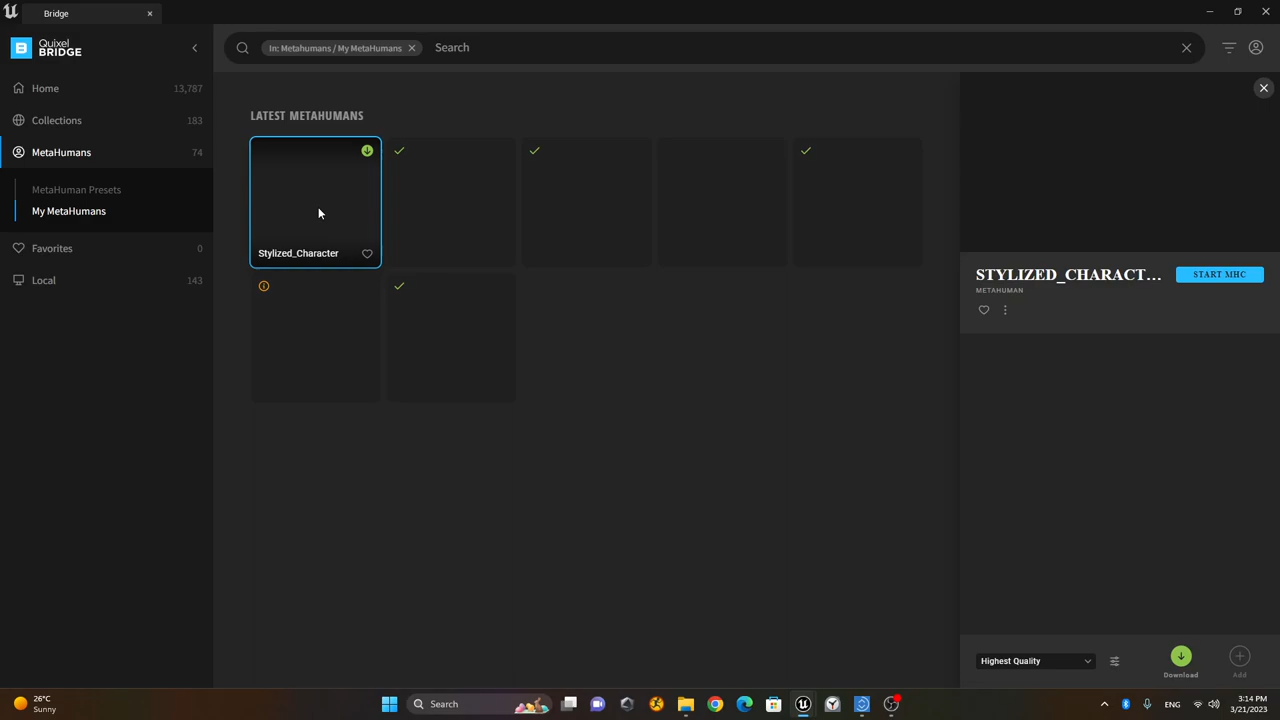 Bridge
Quixel
BRIDGE
In: Metahumans / My MetaHumans
Search
Home 13,787
Collections 183
MetaHumans 74
MetaHuman Presets
My MetaHumans
Favorites 0
Local 143
LATEST METAHUMANS
Stylized_Character
STYLIZED_CHARACT...
START MHC
METAHUMAN
Highest Quality
Download
Add
26°C
Sunny
Search
ENG
3:14 PM
3/21/2023